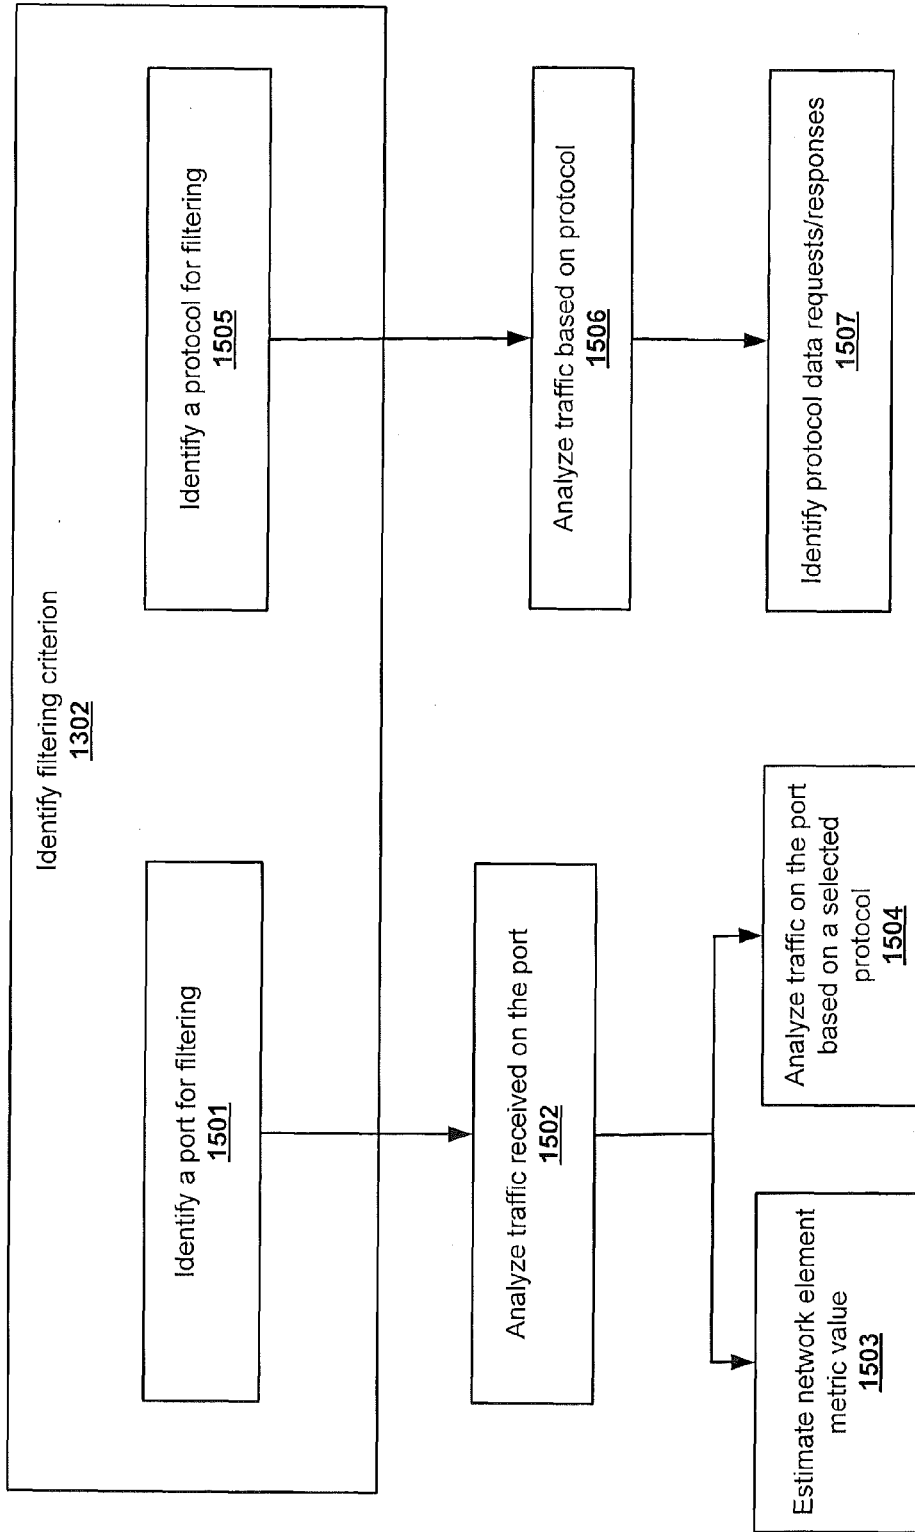 Identify filtering criterion
1302
Identify a port for filtering
1501
Identify a protocol for filtering
1505
Analyze traffic received on the port
1502
Analyze traffic based on protocol
1506
Estimate network element
metric value
1503
Analyze traffic on the port
based on a selected
protocol
1504
Identify protocol data requests/responses
1507